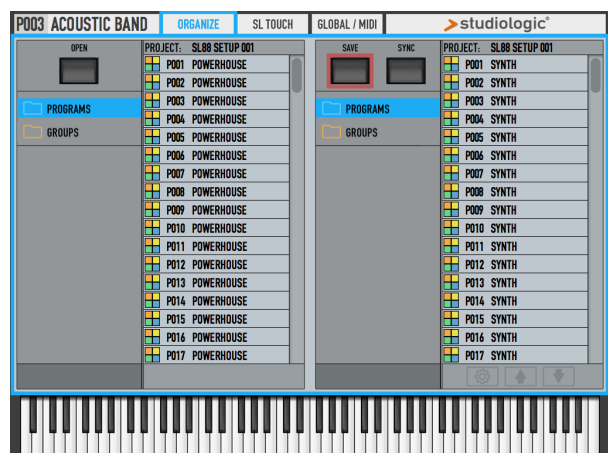 P003 ACOUSTIC BAND ORGANIZE SL TOUCH GLOBAL / MIDI studiologic
OPEN
PROGRAMS
GROUPS
PROJECT: SL88 SETUP 001
P001 POWERHOUSE
P002 POWERHOUSE
P003 POWERHOUSE
P004 POWERHOUSE
P005 POWERHOUSE
P006 POWERHOUSE
P007 POWERHOUSE
P008 POWERHOUSE
P009 POWERHOUSE
P010 POWERHOUSE
P011 POWERHOUSE
P012 POWERHOUSE
P013 POWERHOUSE
P014 POWERHOUSE
P015 POWERHOUSE
P016 POWERHOUSE
P017 POWERHOUSE
SAVE SYNC
PROGRAMS
GROUPS
PROJECT: SL88 SETUP 001
P001 SYNTH
P002 SYNTH
P003 SYNTH
P004 SYNTH
P005 SYNTH
P006 SYNTH
P007 SYNTH
P008 SYNTH
P009 SYNTH
P010 SYNTH
P011 SYNTH
P012 SYNTH
P013 SYNTH
P014 SYNTH
P015 SYNTH
P016 SYNTH
P017 SYNTH